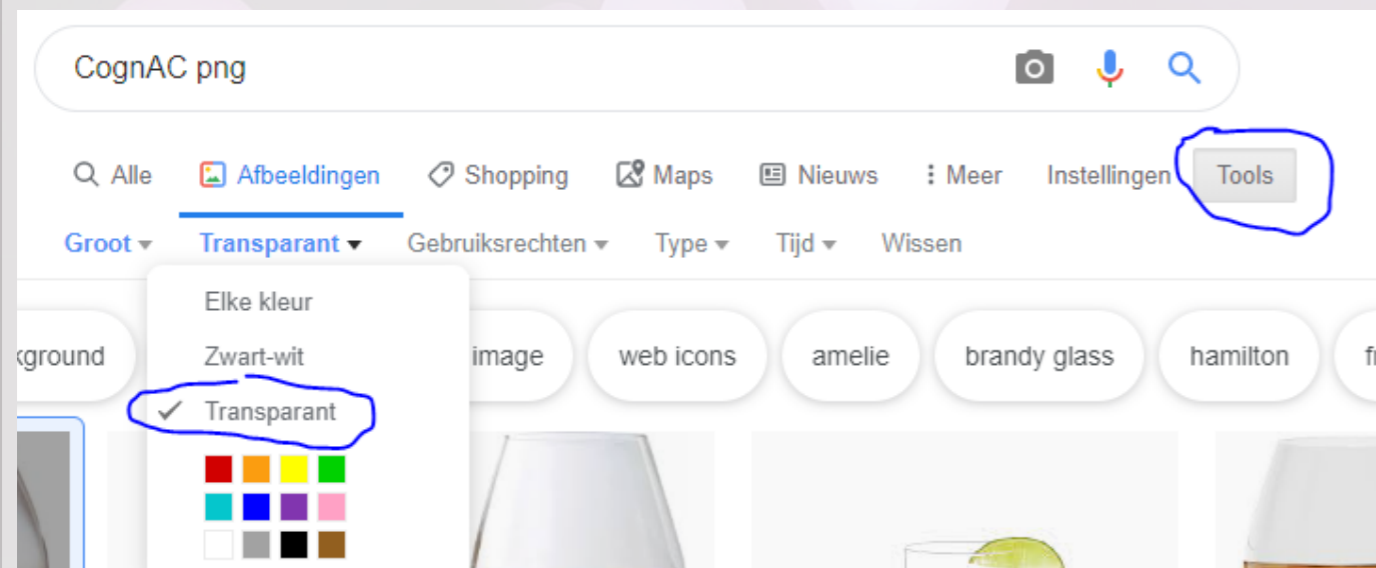 CognAC png
Alle Afbeeldingen Shopping Maps Nieuws Meer Instellingen Tools
Groot Transparant Gebruiksrechten Type Tijd Wissen
Elke kleur
kground Zwart-wit image web icons amelie brandy glass hamilton
Transparant